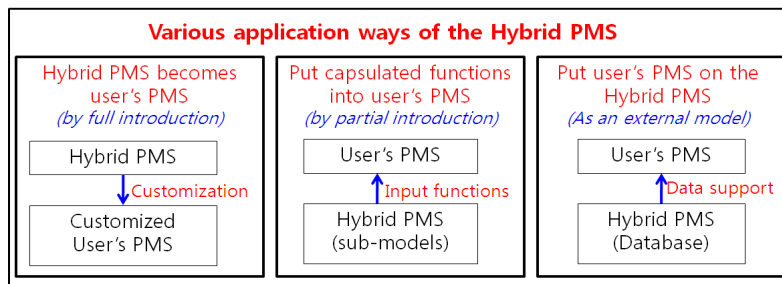 Various application ways of the Hybrid PMS
Hybrid PMS becomes
user's PMS
(by full introduction)
Hybrid PMS
Customization
Customized
User's PMS
Put capsulated functions
into user's PMS
(by partial introduction)
User's PMS
Input functions
Hybrid PMS
(sub-models)
Put user's PMS on the
Hybrid PMS
(As an external model)
User's PMS
Data support
Hybrid PMS
(Database)